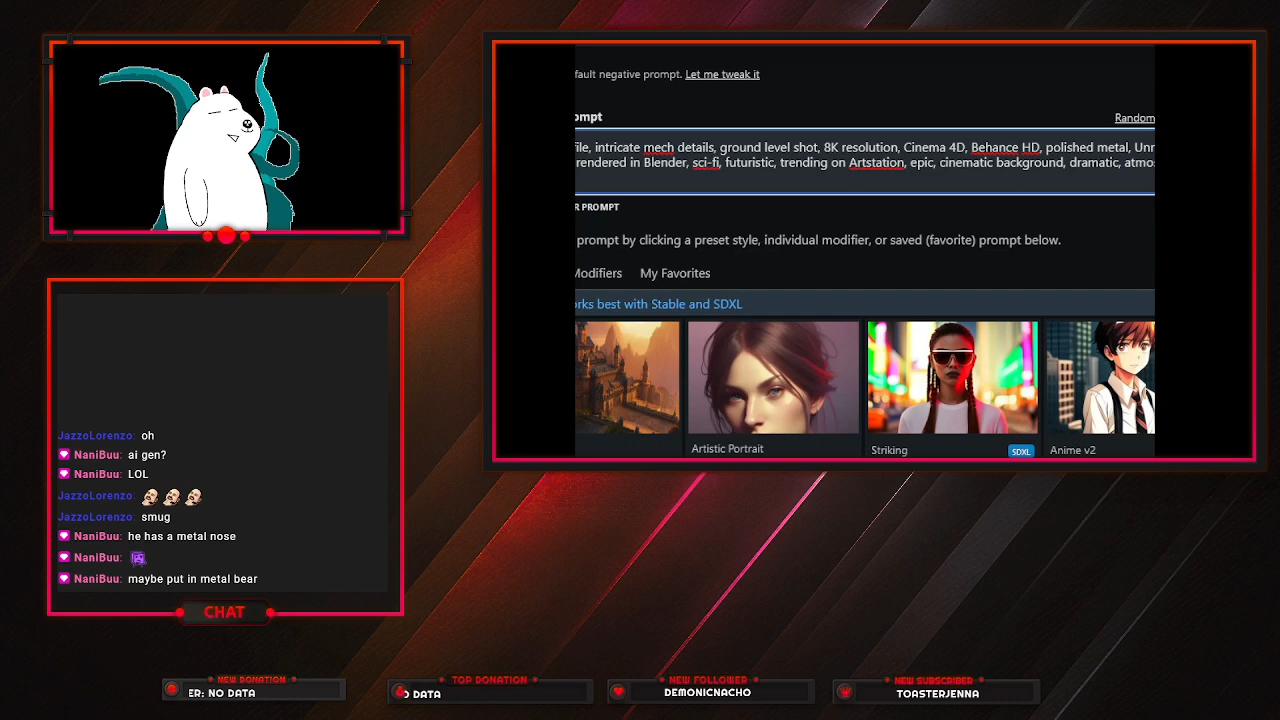 fault negative prompt. Let me tweak it
ompt
Random
file, intricate mech details, ground level shot, 8K resolution, Cinema 4D, Behance HD, polished metal, Unr
rendered in Blender, sci-fi, futuristic, trending on Artstation, epic, cinematic background, dramatic, atmo
R PROMPT
prompt by clicking a preset style, individual modifier, or saved (favorite) prompt below.
Modifiers My Favorites
orks best with Stable and SDXL
Artistic Portrait
Striking
SDXL
Anime v2
JazzoLorenzo: oh
NaniBuu: ai gen?
NaniBuu: LOL
JazzoLorenzo:
JazzoLorenzo: smug
NaniBuu: he has a metal nose
NaniBuu:
NaniBuu: maybe put in metal bear
CHAT
NEW DONATION
ER: NO DATA
TOP DONATION
O DATA
NEW FOLLOWER
DEMONICNACHO
NEW SUBSCRIBER
TOASTERJENNA